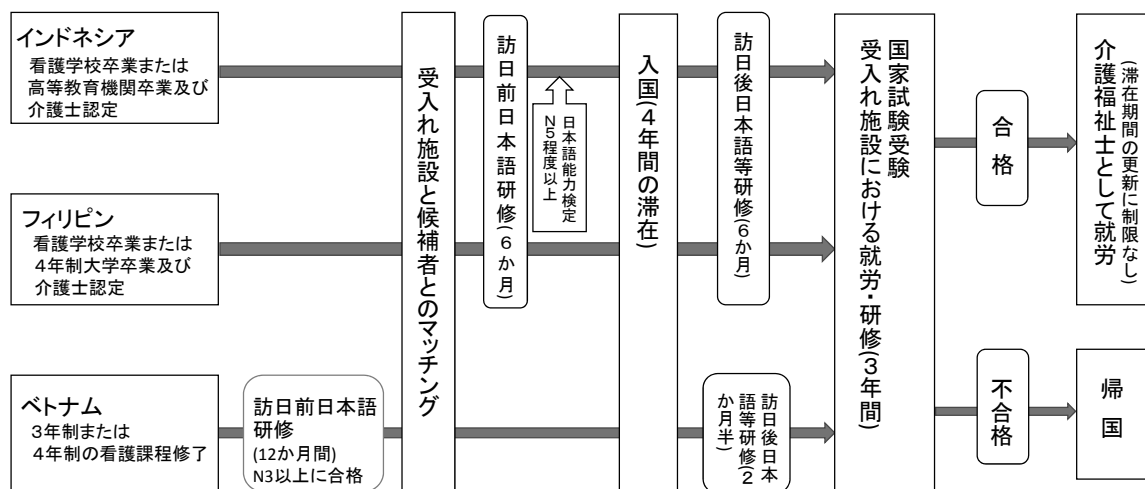 インドネシア
看護学校卒業または
高等教育機関卒業及び
介護士認定
フィリピン
看護学校卒業または
４年制大学卒業及び
介護士認定
ベトナム
３年制または
４年制の看護課程修了
訪日前日本語
研修
(12か月間)
N3以上に合格
受入れ施設と候補者とのマッチング
訪日前日本語研修(６か月)
日本語能力検定
Ｎ５程度以上
入国(４年間の滞在)
訪日後日本語等研修(６か月)
訪日後日本
語等研修(２
か月半)
国家試験受験
受入れ施設における就労・研修(３年間)
合格
不合格
(滞在期間の更新に制限なし)
介護福祉士として就労
帰国